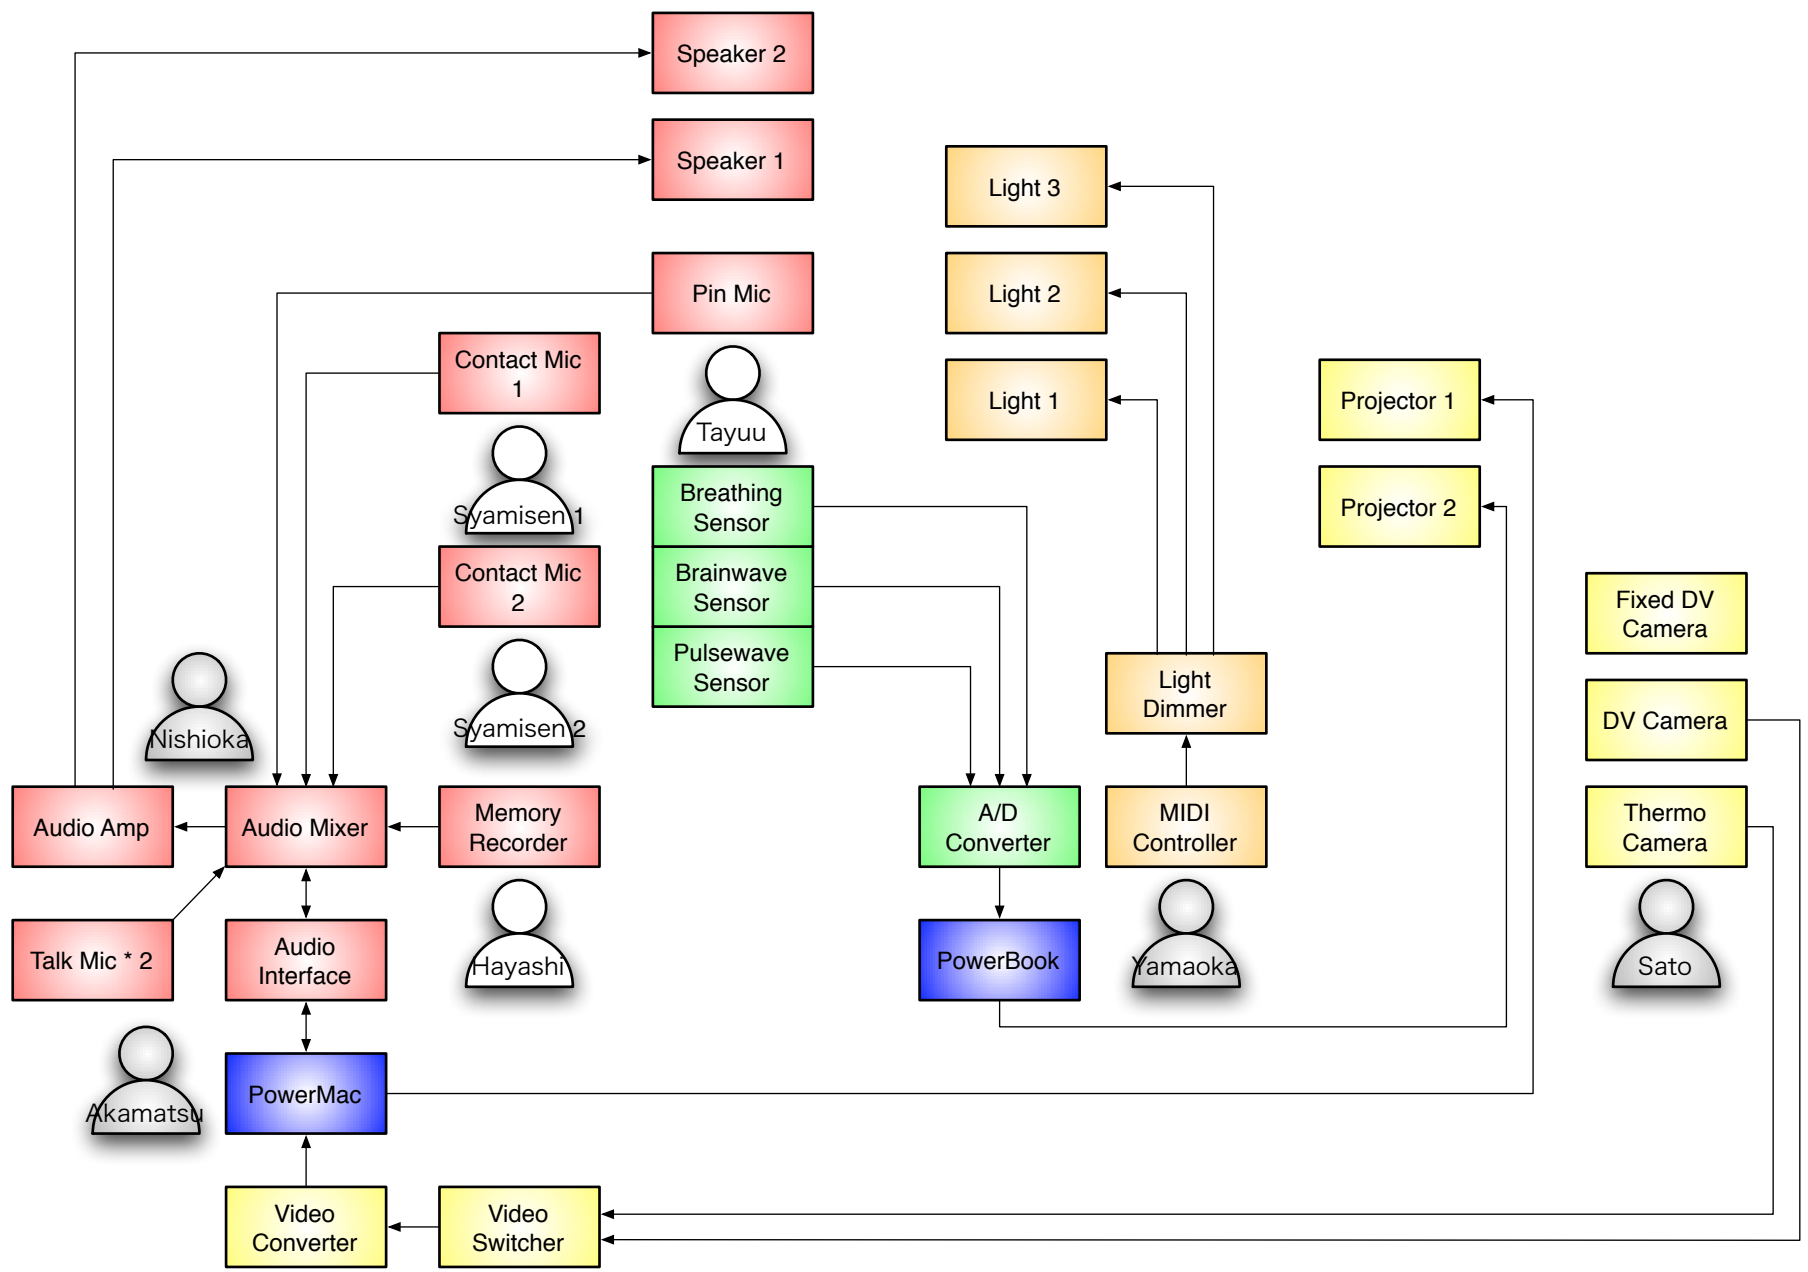 Speaker 2
Speaker 1
Light 3
Pin Mic
Light 2
Contact Mic
1
Light 1
Projector 1
Tayuu
Breathing
Sensor
Projector 2
Syamisen 1
Contact Mic
2
Brainwave
Sensor
Fixed DV
Camera
Pulsewave
Sensor
Light
Dimmer
DV Camera
Nishioka
Syamisen 2
Audio Amp
Audio Mixer
Memory
Recorder
A/D
Converter
MIDI
Controller
Thermo
Camera
Talk Mic * 2
Audio
Interface
Hayashi
PowerBook
Yamaoka
Sato
Akamatsu
PowerMac
Video
Converter
Video
Switcher